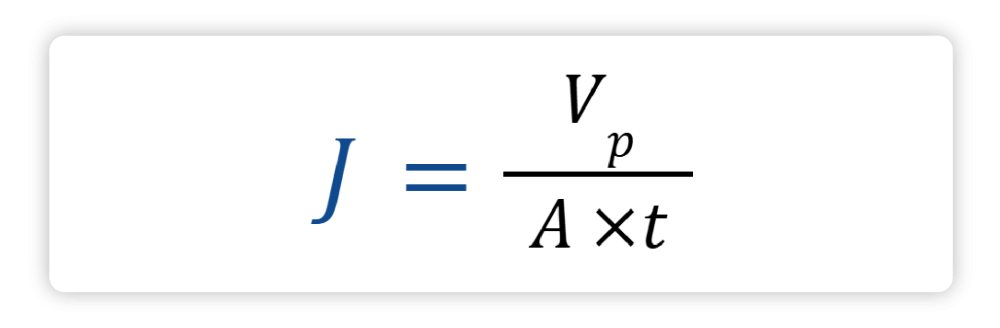 J = V_p / (A × t)